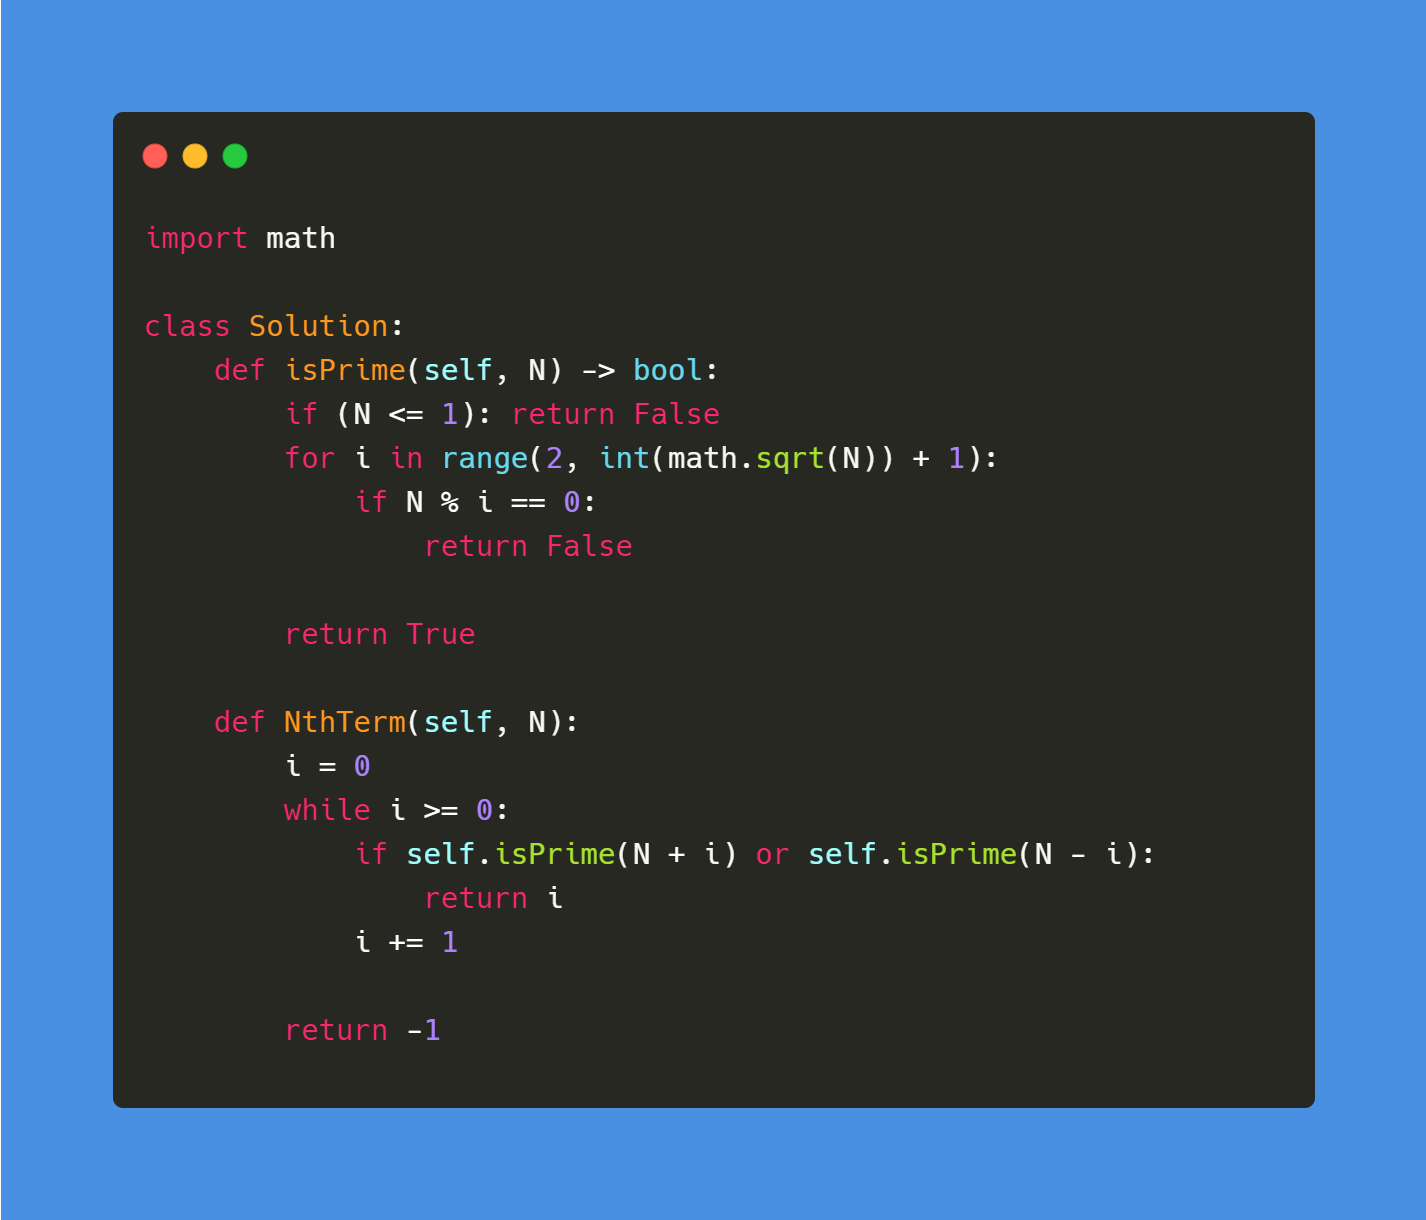 import math

class Solution:
    def isPrime(self, N) -> bool:
        if (N <= 1): return False
        for i in range(2, int(math.sqrt(N)) + 1):
            if N % i == 0:
                return False

        return True

    def NthTerm(self, N):
        i = 0
        while i >= 0:
            if self.isPrime(N + i) or self.isPrime(N - i):
                return i
            i += 1

        return -1